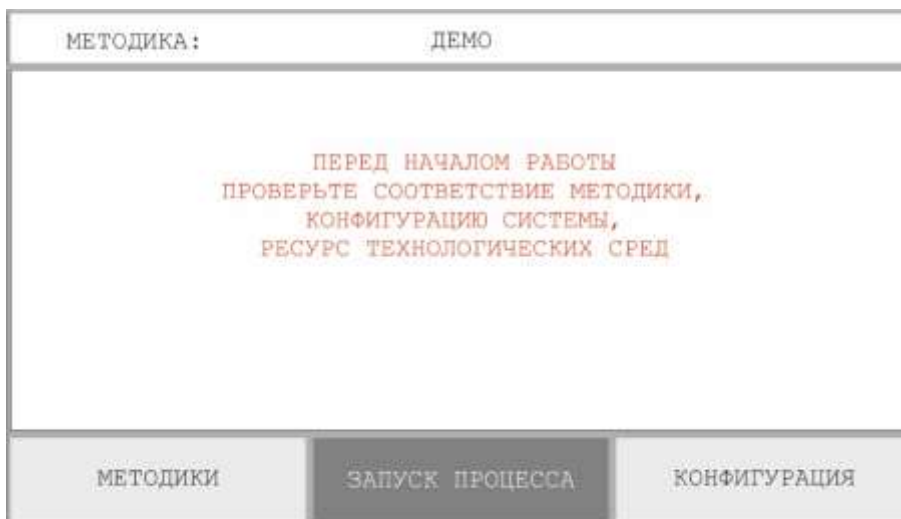 МЕТОДИКА: ДЕМО
ПЕРЕД НАЧАЛОМ РАБОТЫ
ПРОВЕРЬТЕ СООТВЕТСТВИЕ МЕТОДИКИ,
КОНФИГУРАЦИЮ СИСТЕМЫ,
РЕСУРС ТЕХНОЛОГИЧЕСКИХ СРЕД
МЕТОДИКИ ЗАПУСК ПРОЦЕССА КОНФИГУРАЦИЯ